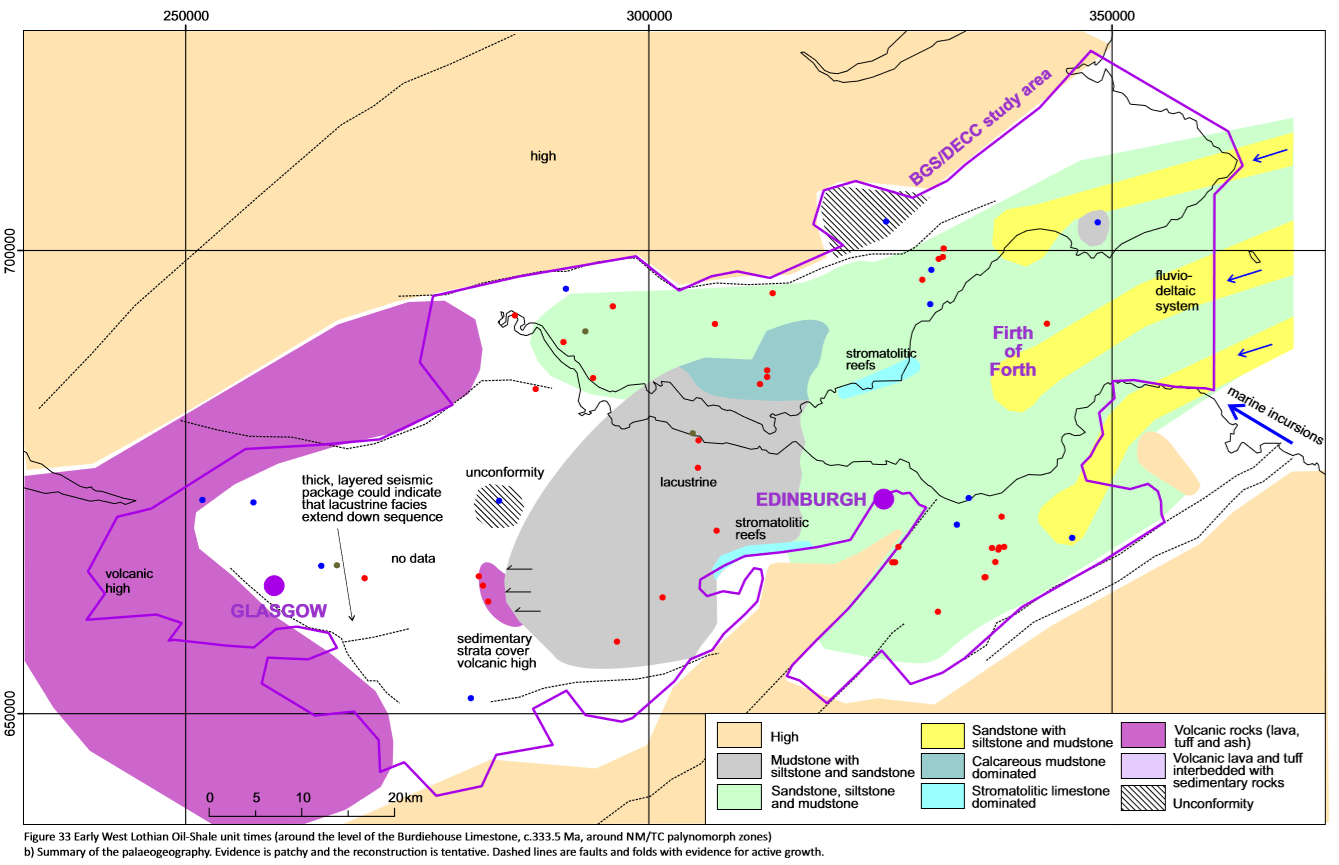 250000
300000
350000
700000
650000
high
BGS/DECC study area
fluvio-
deltaic
system
Firth
of
Forth
stromatolitic
reefs
marine incursions
unconformity
thick, layered seismic
package could indicate
that lacustrine facies
extend down sequence
lacustrine
EDINBURGH
stromatolitic
reefs
no data
volcanic
high
GLASGOW
sedimentary
strata cover
volcanic high
0 5 10 20km
High
Mudstone with
siltstone and sandstone
Sandstone, siltstone
and mudstone
Sandstone with
siltstone and mudstone
Calcareous mudstone
dominated
Stromatolitic limestone
dominated
Volcanic rocks (lava,
tuff and ash)
Volcanic lava and tuff
interbedded with
sedimentary rocks
Unconformity
Figure 33 Early West Lothian Oil-Shale unit times (around the level of the Burdiehouse Limestone, c.333.5 Ma, around NM/TC palynomorph zones)
b) Summary of the palaeogeography. Evidence is patchy and the reconstruction is tentative. Dashed lines are faults and folds with evidence for active growth.